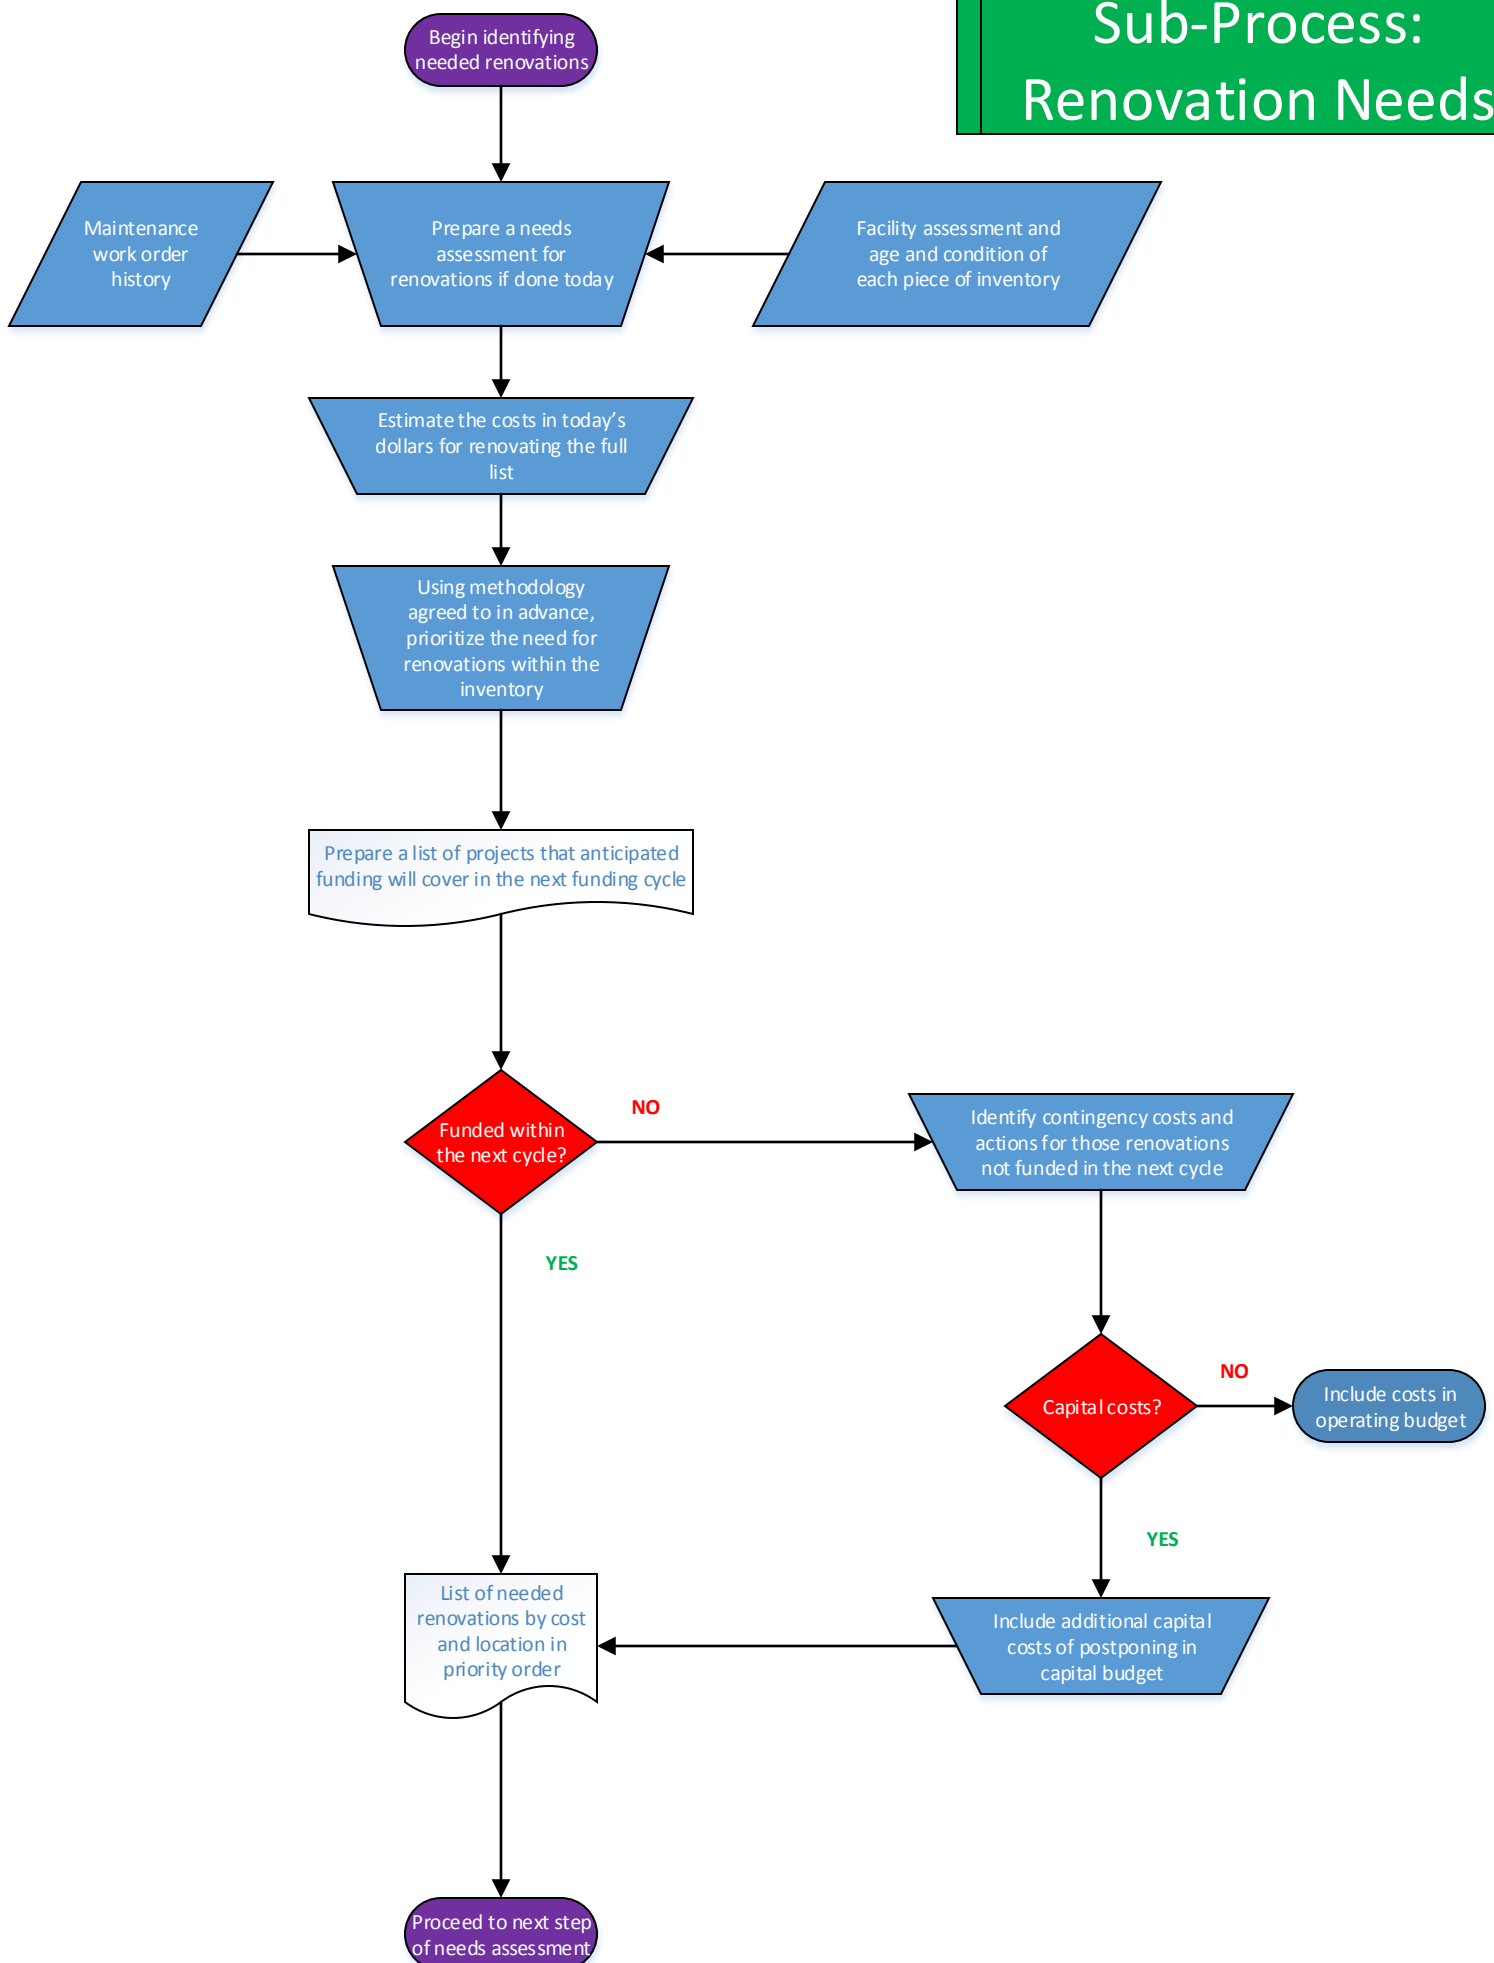 Sub-Process:
Renovation Needs
Begin identifying
needed renovations
Maintenance
work order
history
Prepare a needs
assessment for
renovations if done today
Facility assessment and
age and condition of
each piece of inventory
Estimate the costs in today’s
dollars for renovating the full
list
Using methodology
agreed to in advance,
prioritize the need for
renovations within the
inventory
Prepare a list of projects that anticipated
funding will cover in the next funding cycle
Funded within
the next cycle?
NO
Identify contingency costs and
actions for those renovations
not funded in the next cycle
YES
Capital costs?
NO
Include costs in
operating budget
YES
List of needed
renovations by cost
and location in
priority order
Include additional capital
costs of postponing in
capital budget
Proceed to next step
of needs assessment